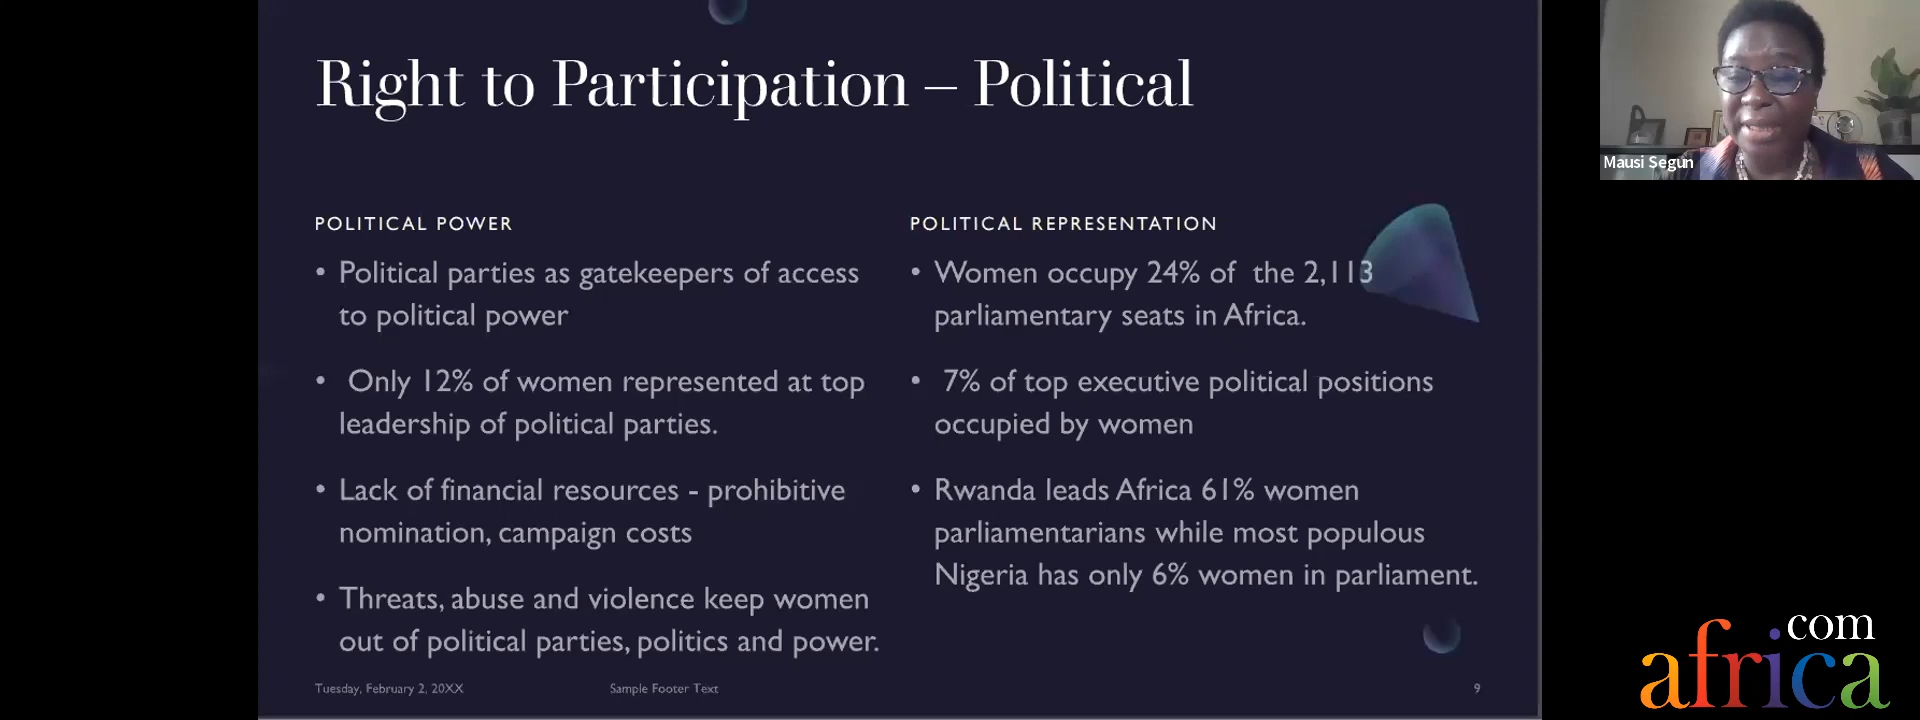 Right to Participation – Political
POLITICAL POWER
• Political parties as gatekeepers of access
to political power
• Only 12% of women represented at top
leadership of political parties.
• Lack of financial resources - prohibitive
nomination, campaign costs
• Threats, abuse and violence keep women
out of political parties, politics and power.
POLITICAL REPRESENTATION
• Women occupy 24% of the 2,113
parliamentary seats in Africa.
• 7% of top executive political positions
occupied by women
• Rwanda leads Africa 61% women
parliamentarians while most populous
Nigeria has only 6% women in parliament.
Tuesday, February 2, 20XX
Sample Footer Text
9
Mausi Segun
com
africa